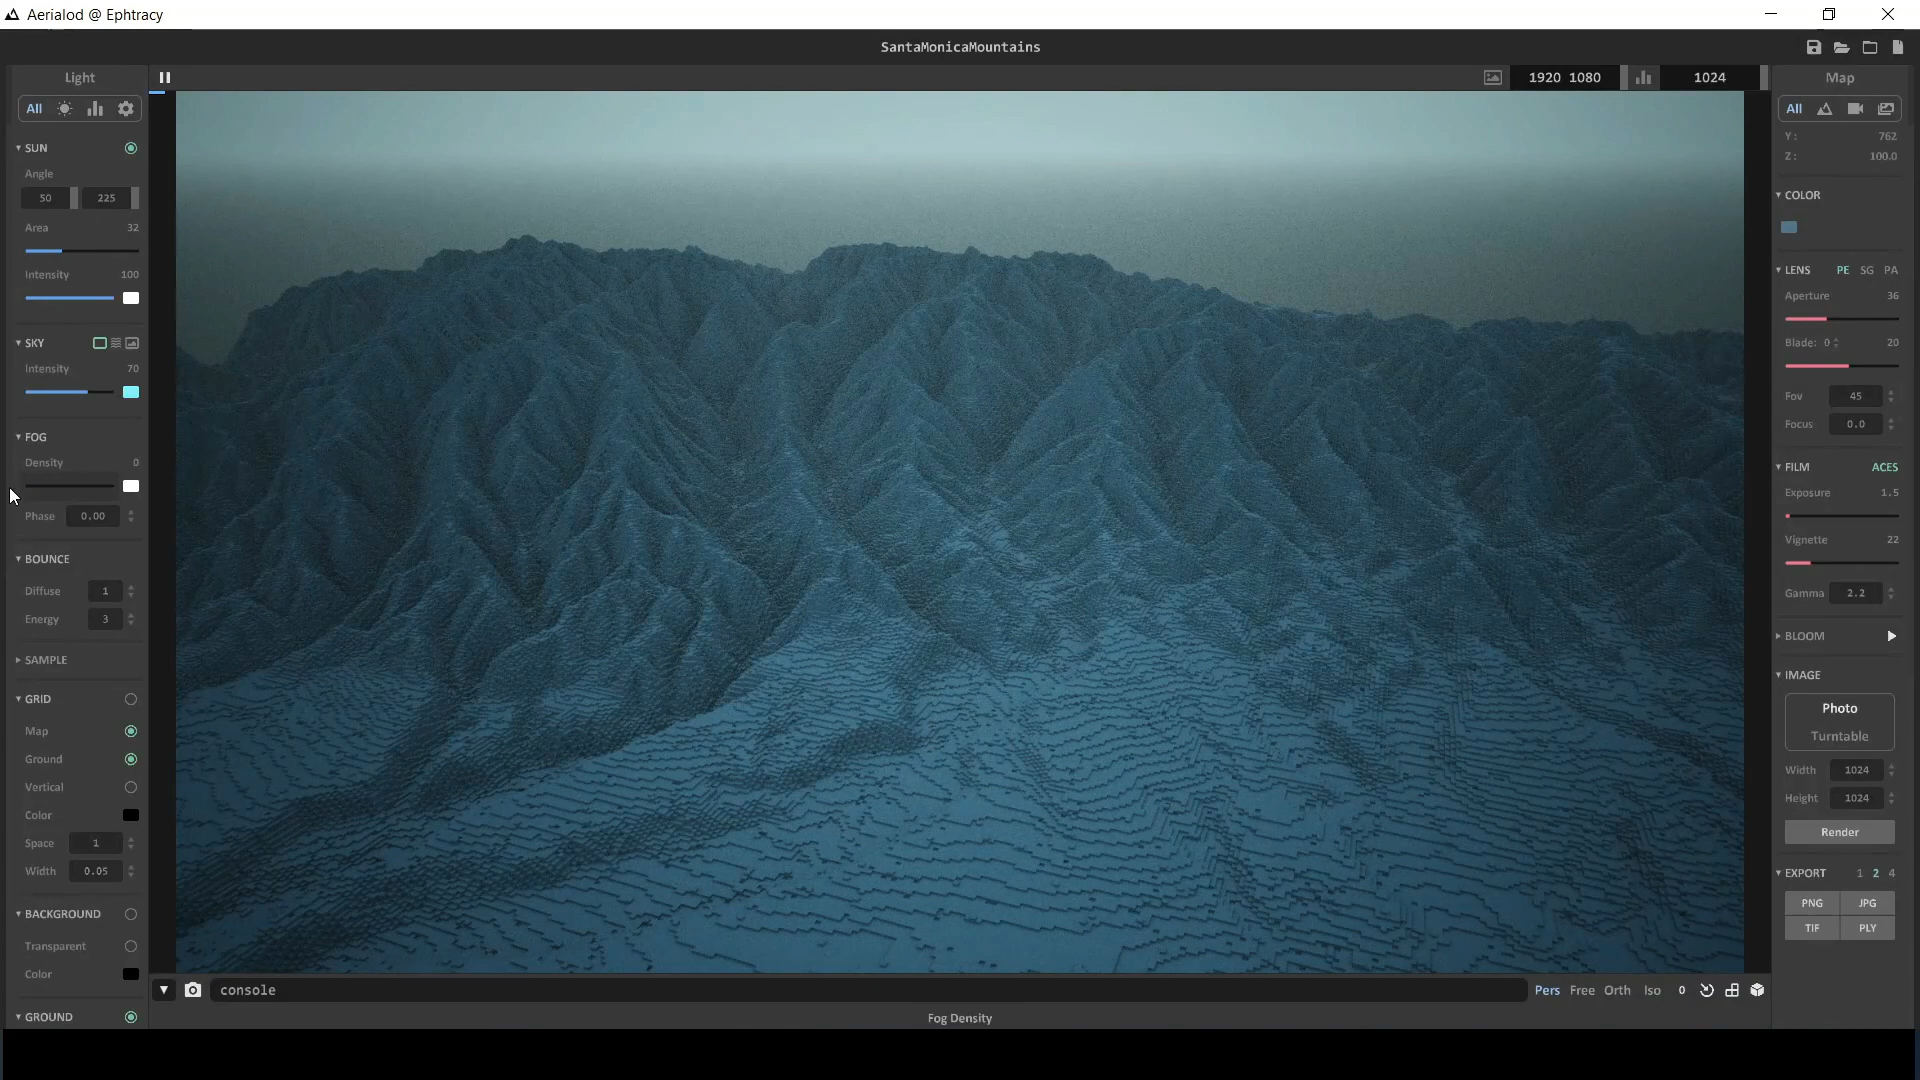 Aerialod @ Ephtracy
SantaMonicaMountains
Light
1920 1080
1024
Map
All
SUN
Angle
50 225
Area 32
Intensity 100
SKY
Intensity 70
FOG
Density 0
Phase 0.00
BOUNCE
Diffuse 1
Energy 3
SAMPLE
GRID
Map
Ground
Vertical
Color
Space 1
Width 0.05
BACKGROUND
Transparent
Color
GROUND
All
Y: 762
Z: 100.0
COLOR
LENS PE SG PA
Aperture 36
Blade: 0 20
Fov 45
Focus 0.0
FILM ACES
Exposure 1.5
Vignette 22
Gamma 2.2
BLOOM
IMAGE
Photo
Turntable
Width 1024
Height 1024
Render
EXPORT 1 2 4
PNG JPG
TIF PLY
console
Pers Free Orth Iso 0
Fog Density